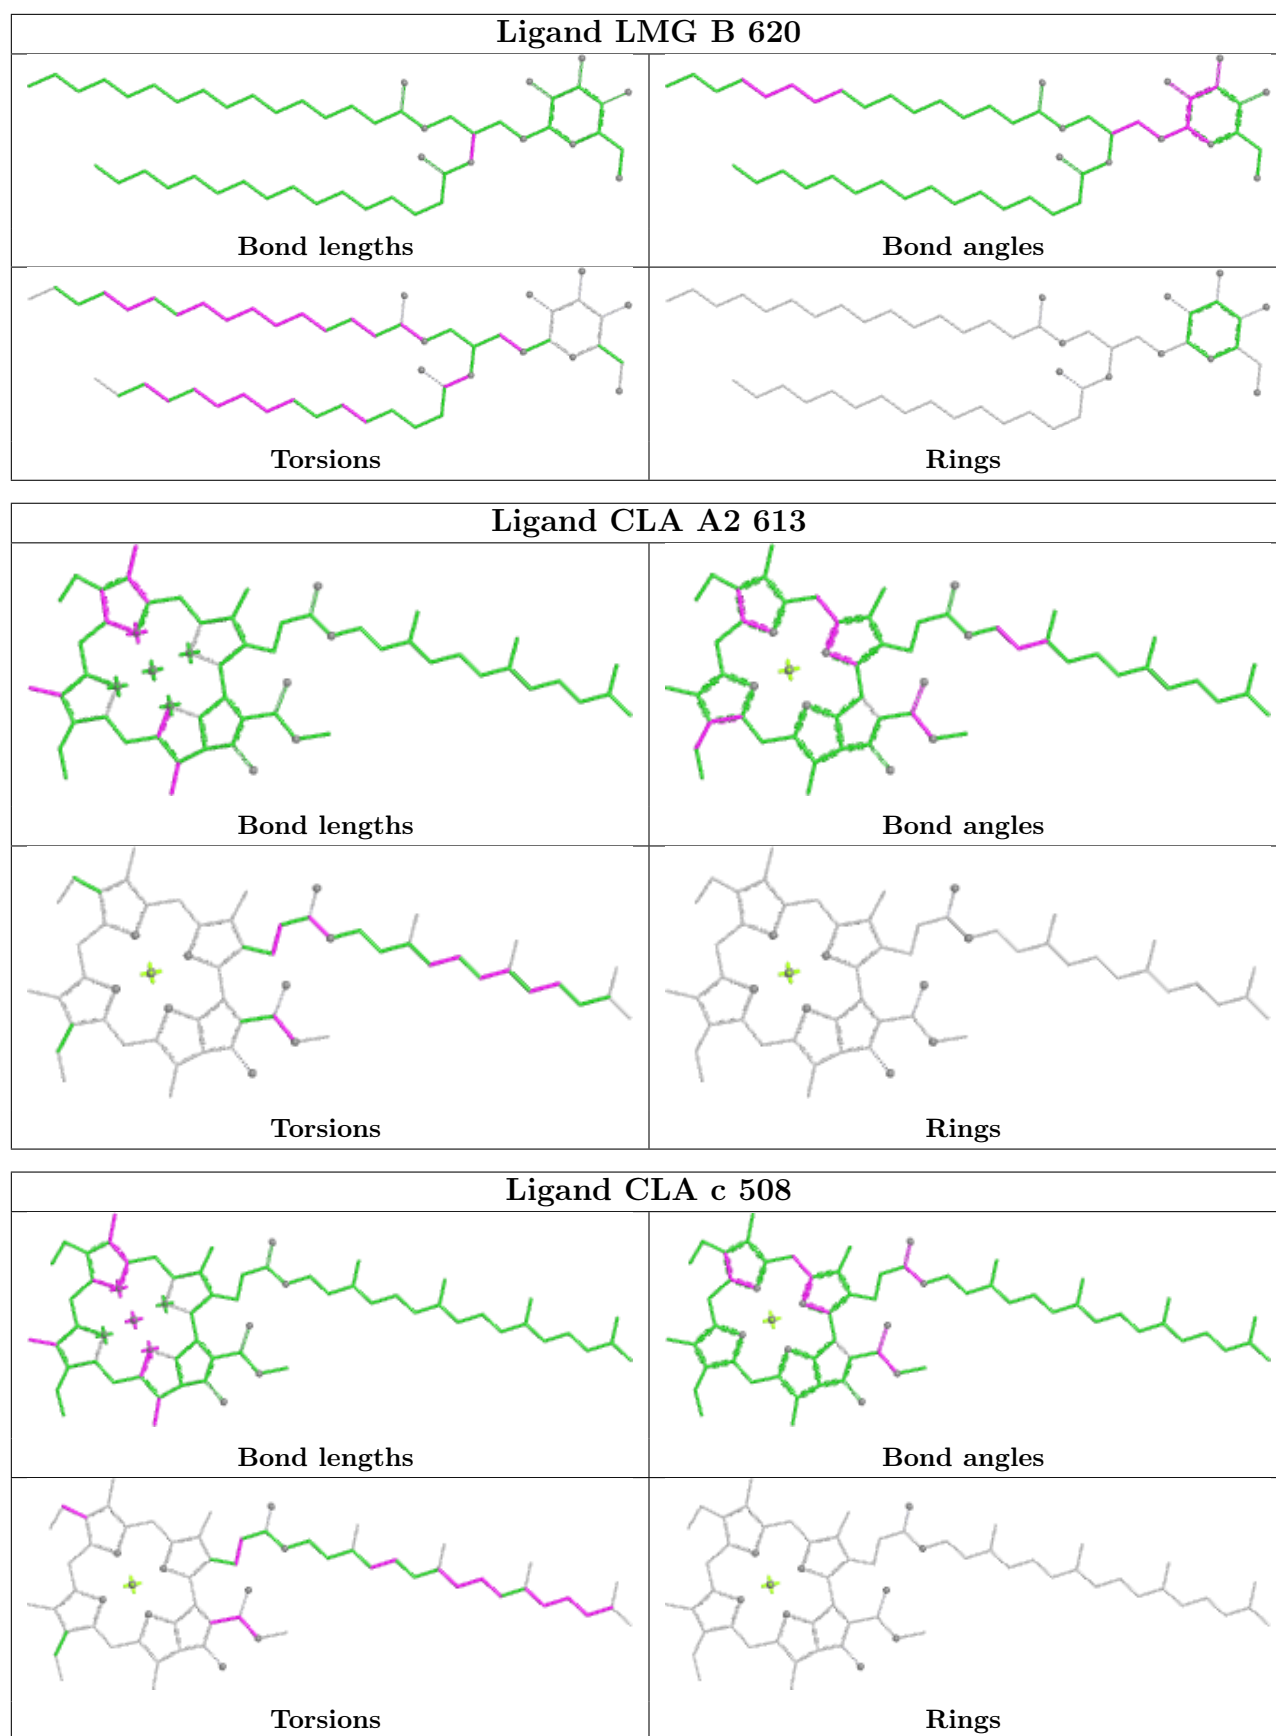 Ligand LMG B 620
Bond lengths
Bond angles
Torsions
Rings
Ligand CLA A2 613
Bond lengths
Bond angles
Torsions
Rings
Ligand CLA c 508
Bond lengths
Bond angles
Torsions
Rings